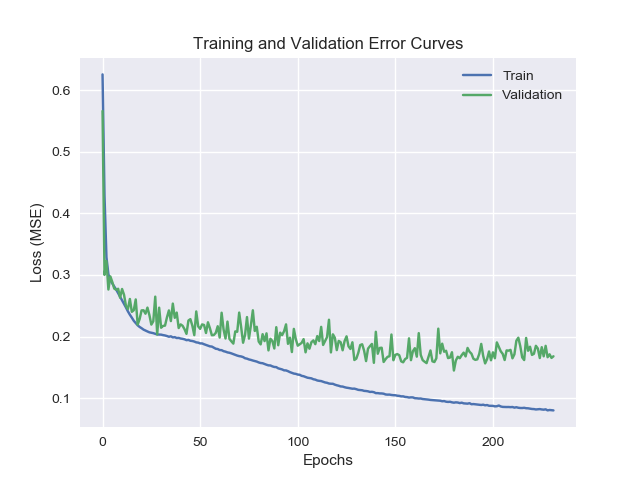 Training and Validation Error Curves
Train
Validation
Loss (MSE)
0.6
0.5
0.4
0.3
0.2
0.1
0 50 100 150 200
Epochs